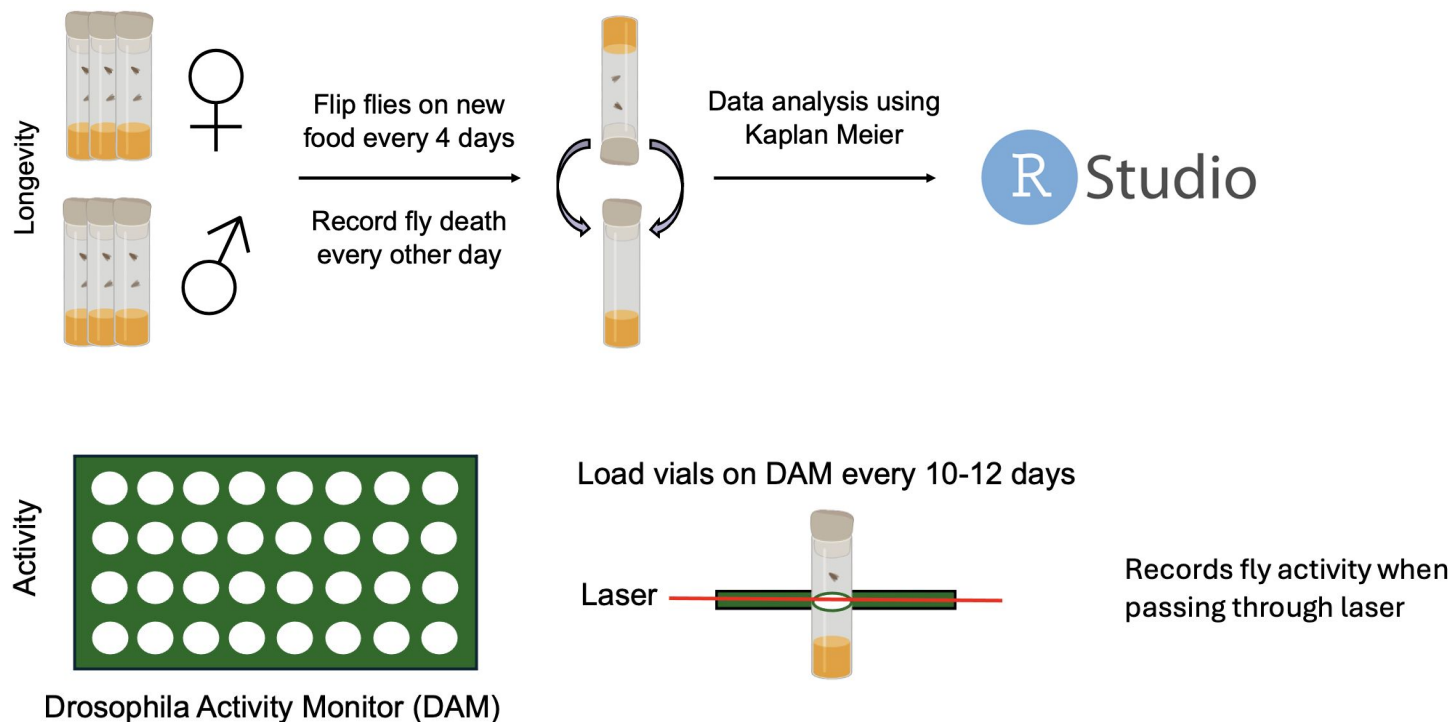 Longevity
Flip flies on new
food every 4 days
Record fly death
every other day
Data analysis using
Kaplan Meier
R Studio
Activity
Drosophila Activity Monitor (DAM)
Load vials on DAM every 10-12 days
Laser
Records fly activity when
passing through laser